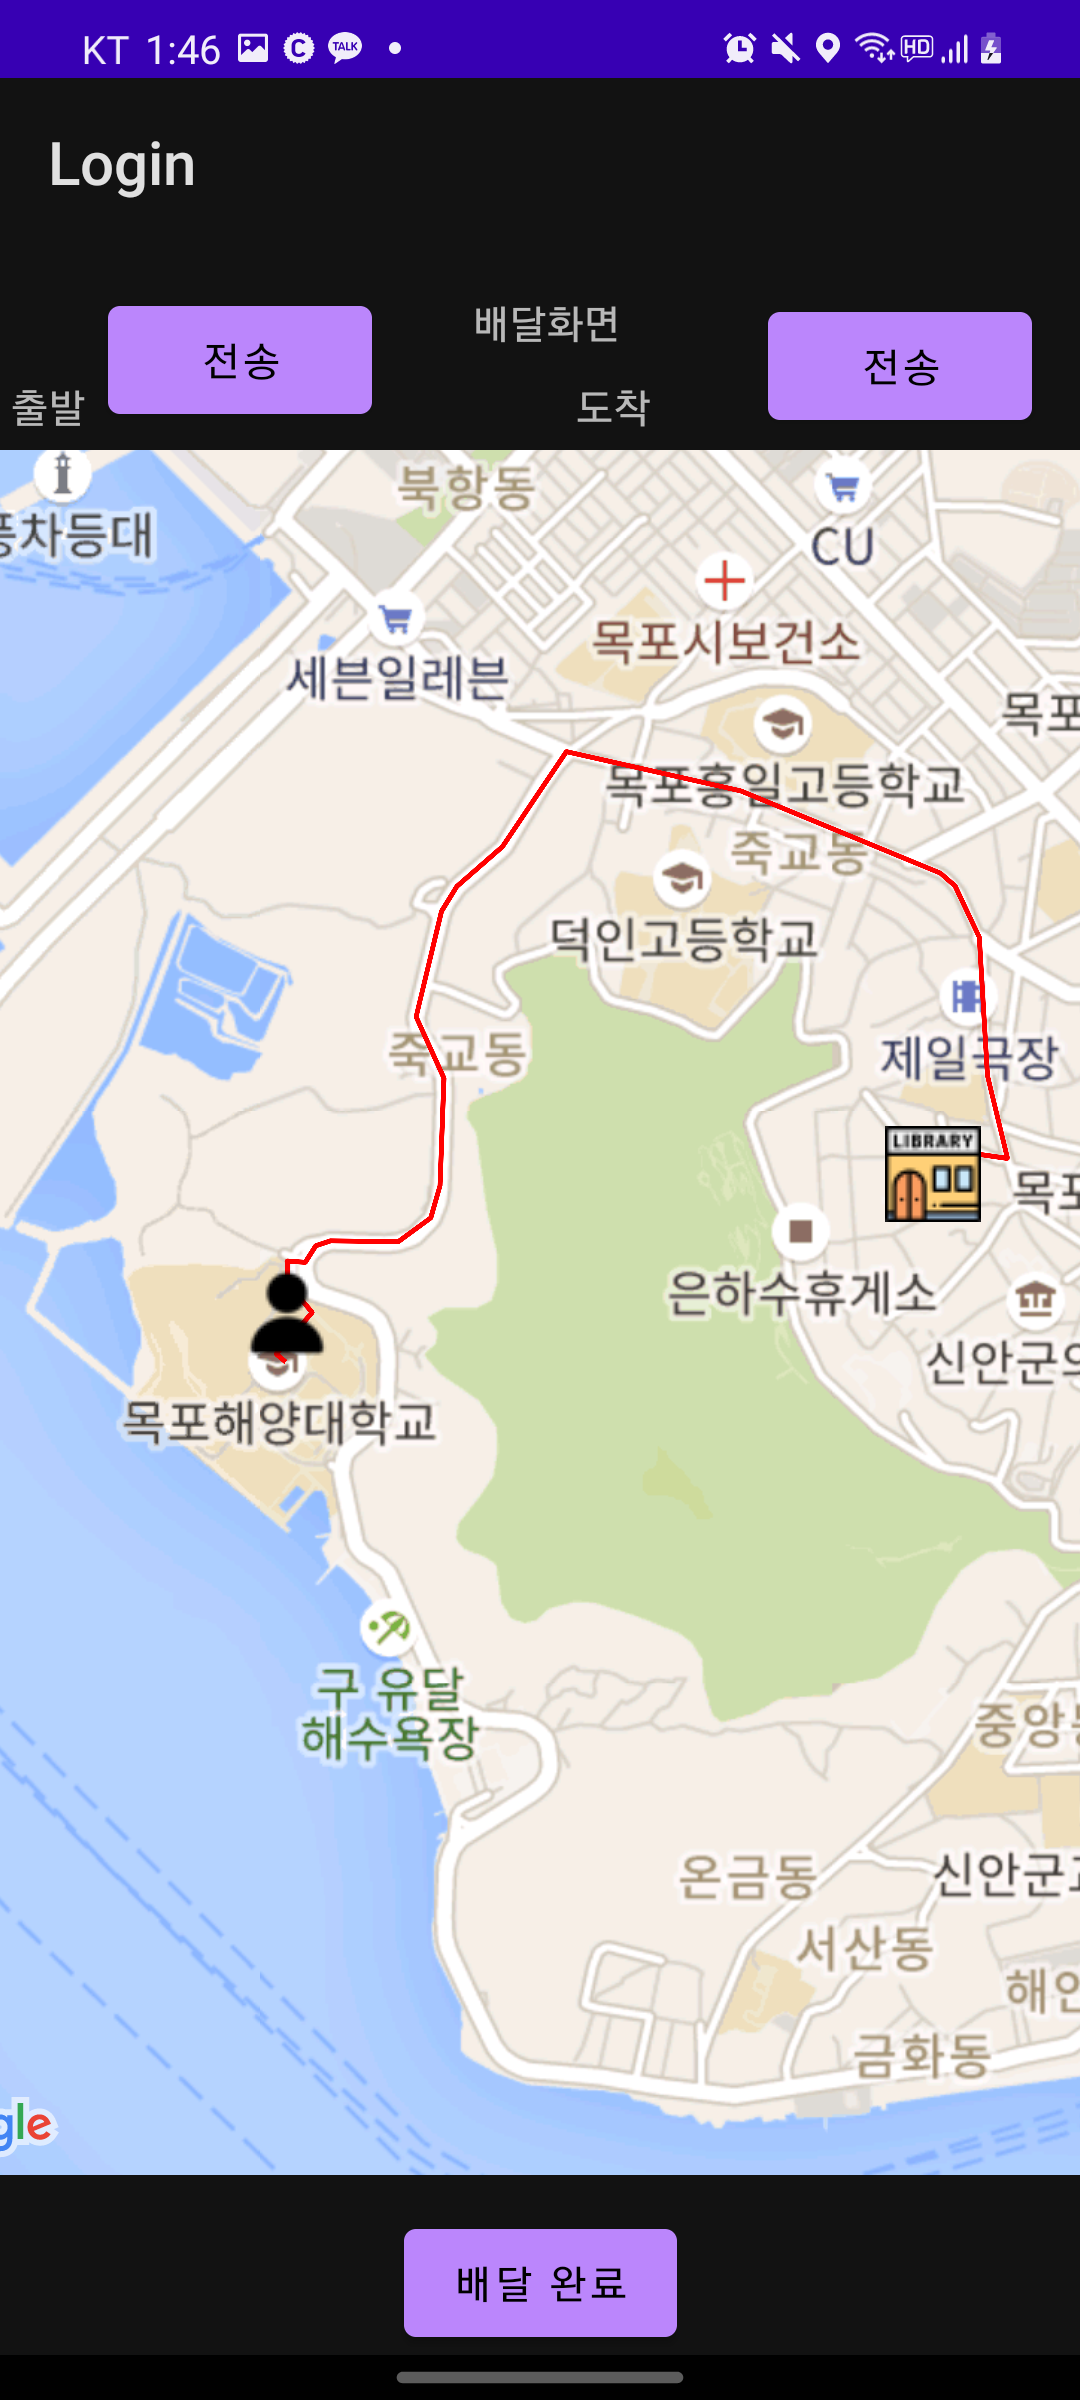 KT 1:46 C TALK HD
Login
전송
배달화면
전송
출발
도착
북항동
풍차등대
CU
세븐일레븐
목포시보건소
목포
목포홍일고등학교
죽교동
덕인고등학교
죽교동
제일극장
LIBRARY
목포
은하수휴게소
신안군의
목포해양대학교
구 유달
해수욕장
중앙동
온금동
신안군교
서산동
해안
금화동
gle
배달 완료